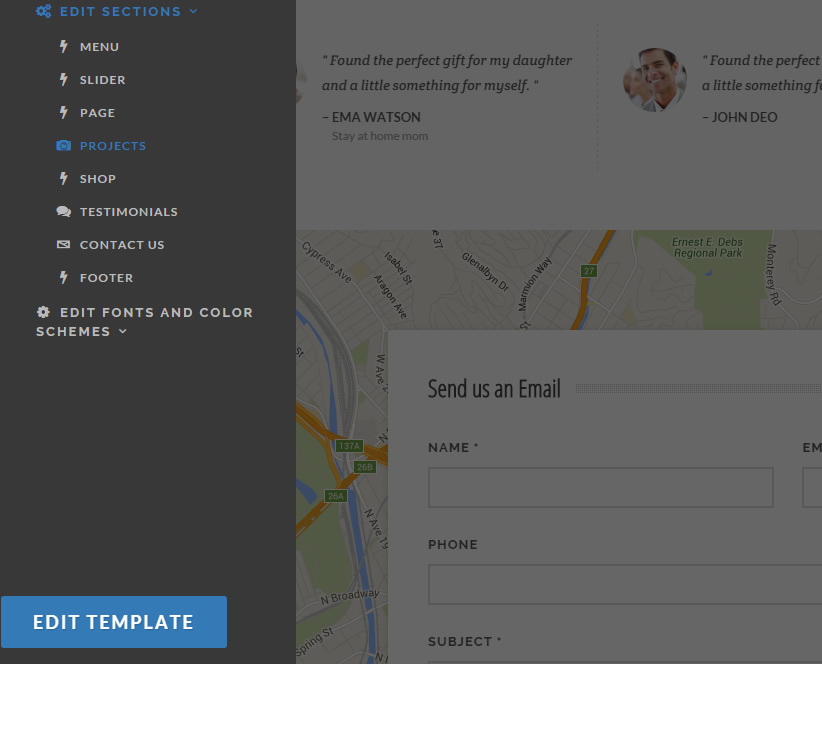 EDIT SECTIONS
MENU
SLIDER
PAGE
PROJECTS
SHOP
TESTIMONIALS
CONTACT US
FOOTER
EDIT FONTS AND COLOR
SCHEMES
EDIT TEMPLATE
" Found the perfect gift for my daughter
and a little something for myself. "
– EMA WATSON
Stay at home mom
" Found the perfect
a little something
– JOHN DEO
e 37
Cypress Ave
Isabel St
Aragon Ave
Glenalbyn Dr
Marmion Way
27
Ernest E. Debs
Regional Park
Monterey Rd
St
St
W Ave
137A
26B
26A
N Ave 19
N Broadway
Spring St
N
Send us an Email
NAME *
EM
PHONE
SUBJECT *